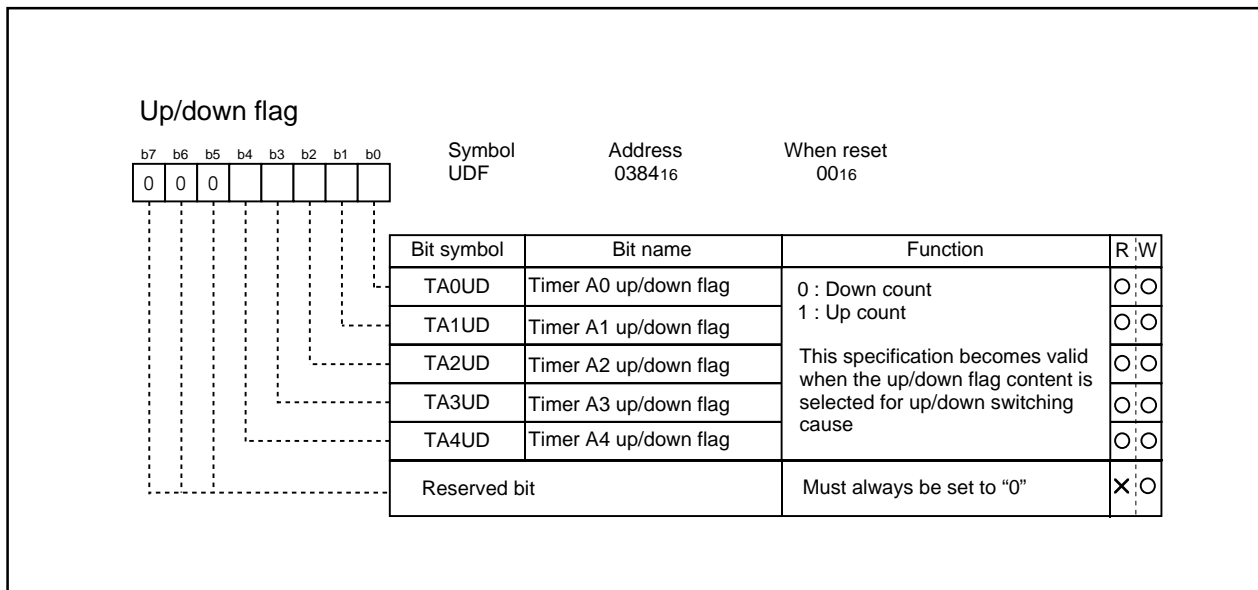 Up/down flag
b7 b6 b5 b4 b3 b2 b1 b0
0 0 0
Symbol Address When reset
UDF 038416 0016
Bit symbol Bit name Function R W
TA0UD Timer A0 up/down flag 0 : Down count
1 : Up count
TA1UD Timer A1 up/down flag
TA2UD Timer A2 up/down flag This specification becomes valid
when the up/down flag content is
TA3UD Timer A3 up/down flag selected for up/down switching
cause
TA4UD Timer A4 up/down flag
Reserved bit Must always be set to “0”